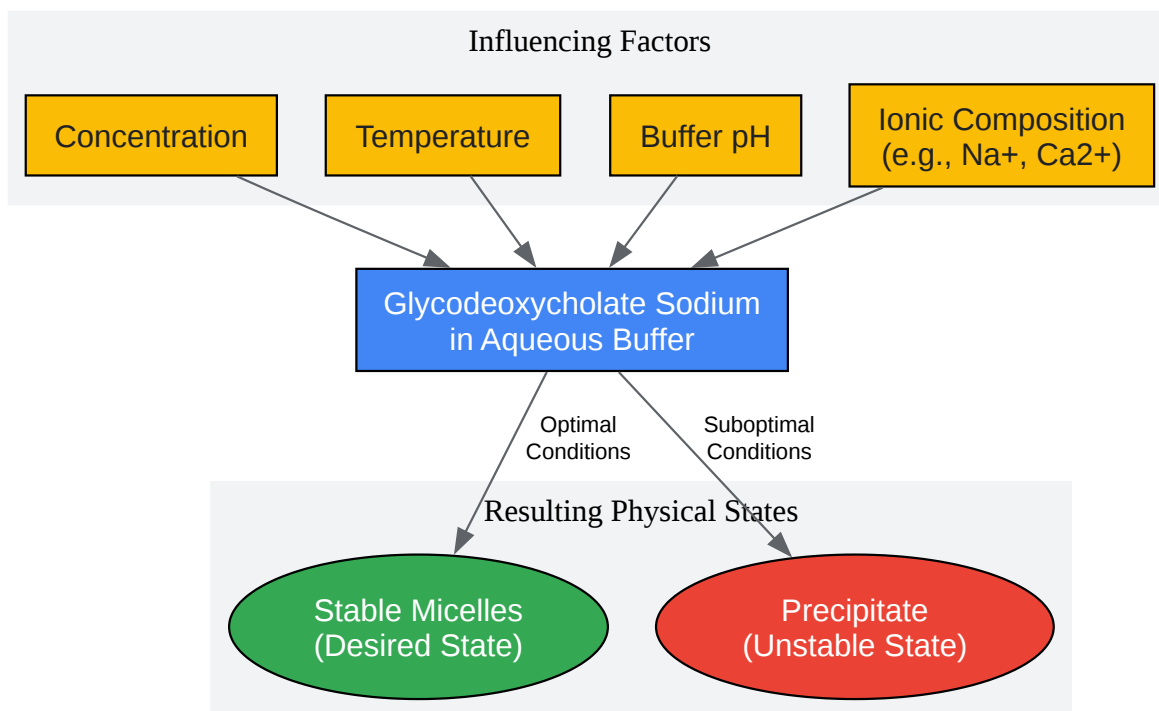 Influencing Factors
Concentration
Temperature
Buffer pH
Ionic Composition
(e.g., Na+, Ca2+)
Glycodeoxycholate Sodium
in Aqueous Buffer
Optimal
Conditions
Suboptimal
Conditions
Resulting Physical States
Stable Micelles
(Desired State)
Precipitate
(Unstable State)